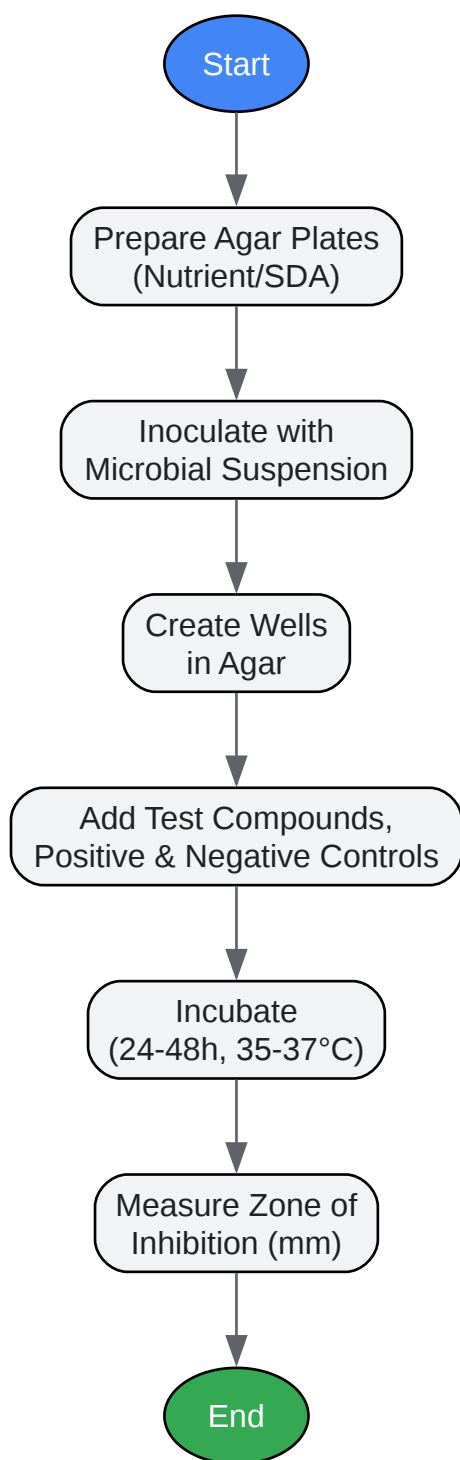 Start
Prepare Agar Plates
(Nutrient/SDA)
Inoculate with
Microbial Suspension
Create Wells
in Agar
Add Test Compounds,
Positive & Negative Controls
Incubate
(24-48h, 35-37°C)
Measure Zone of
Inhibition (mm)
End